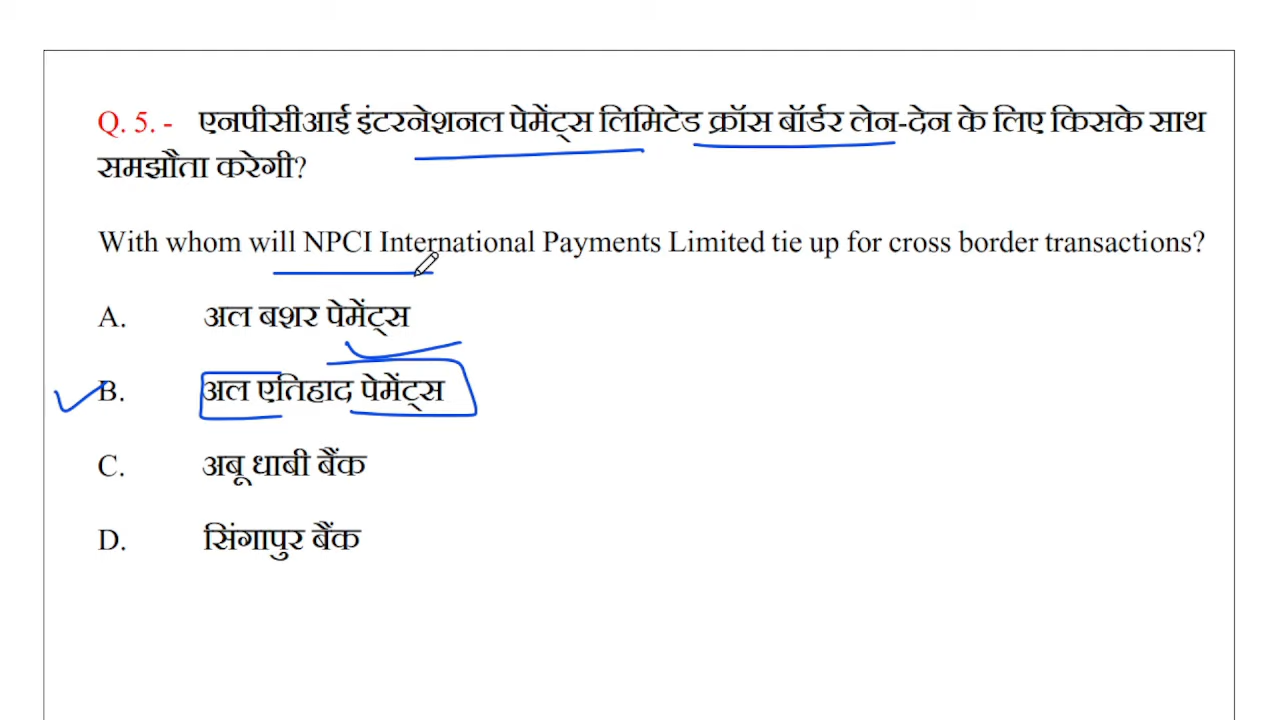 Q. 5. - एनपीसीआई इंटरनेशनल पेमेंट्स लिमिटेड क्रॉस बॉर्डर लेन-देन के लिए किसके साथ
समझौता करेगी?
With whom will NPCI International Payments Limited tie up for cross border transactions?
A. अल बशर पेमेंट्स
B. अल एतिहाद पेमेंट्स
C. अबू धाबी बैंक
D. सिंगापुर बैंक